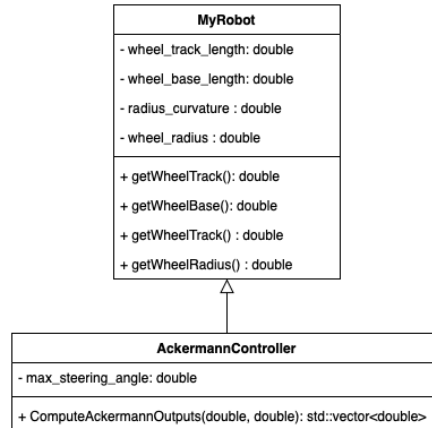 MyRobot
- wheel_track_length: double
- wheel_base_length: double
- radius_curvature : double
- wheel_radius : double
+ getWheelTrack(): double
+ getWheelBase(): double
+ getWheelTrack() : double
+ getWheelRadius() : double
AckermannController
- max_steering_angle: double
+ ComputeAckermannOutputs(double, double): std::vector<double>